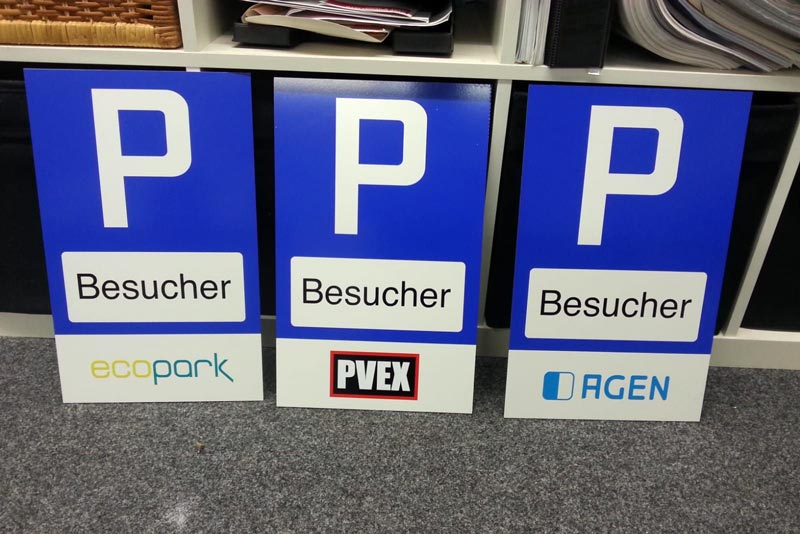 P
Besucher
ecopark
P
Besucher
PVEX
P
Besucher
AGEN